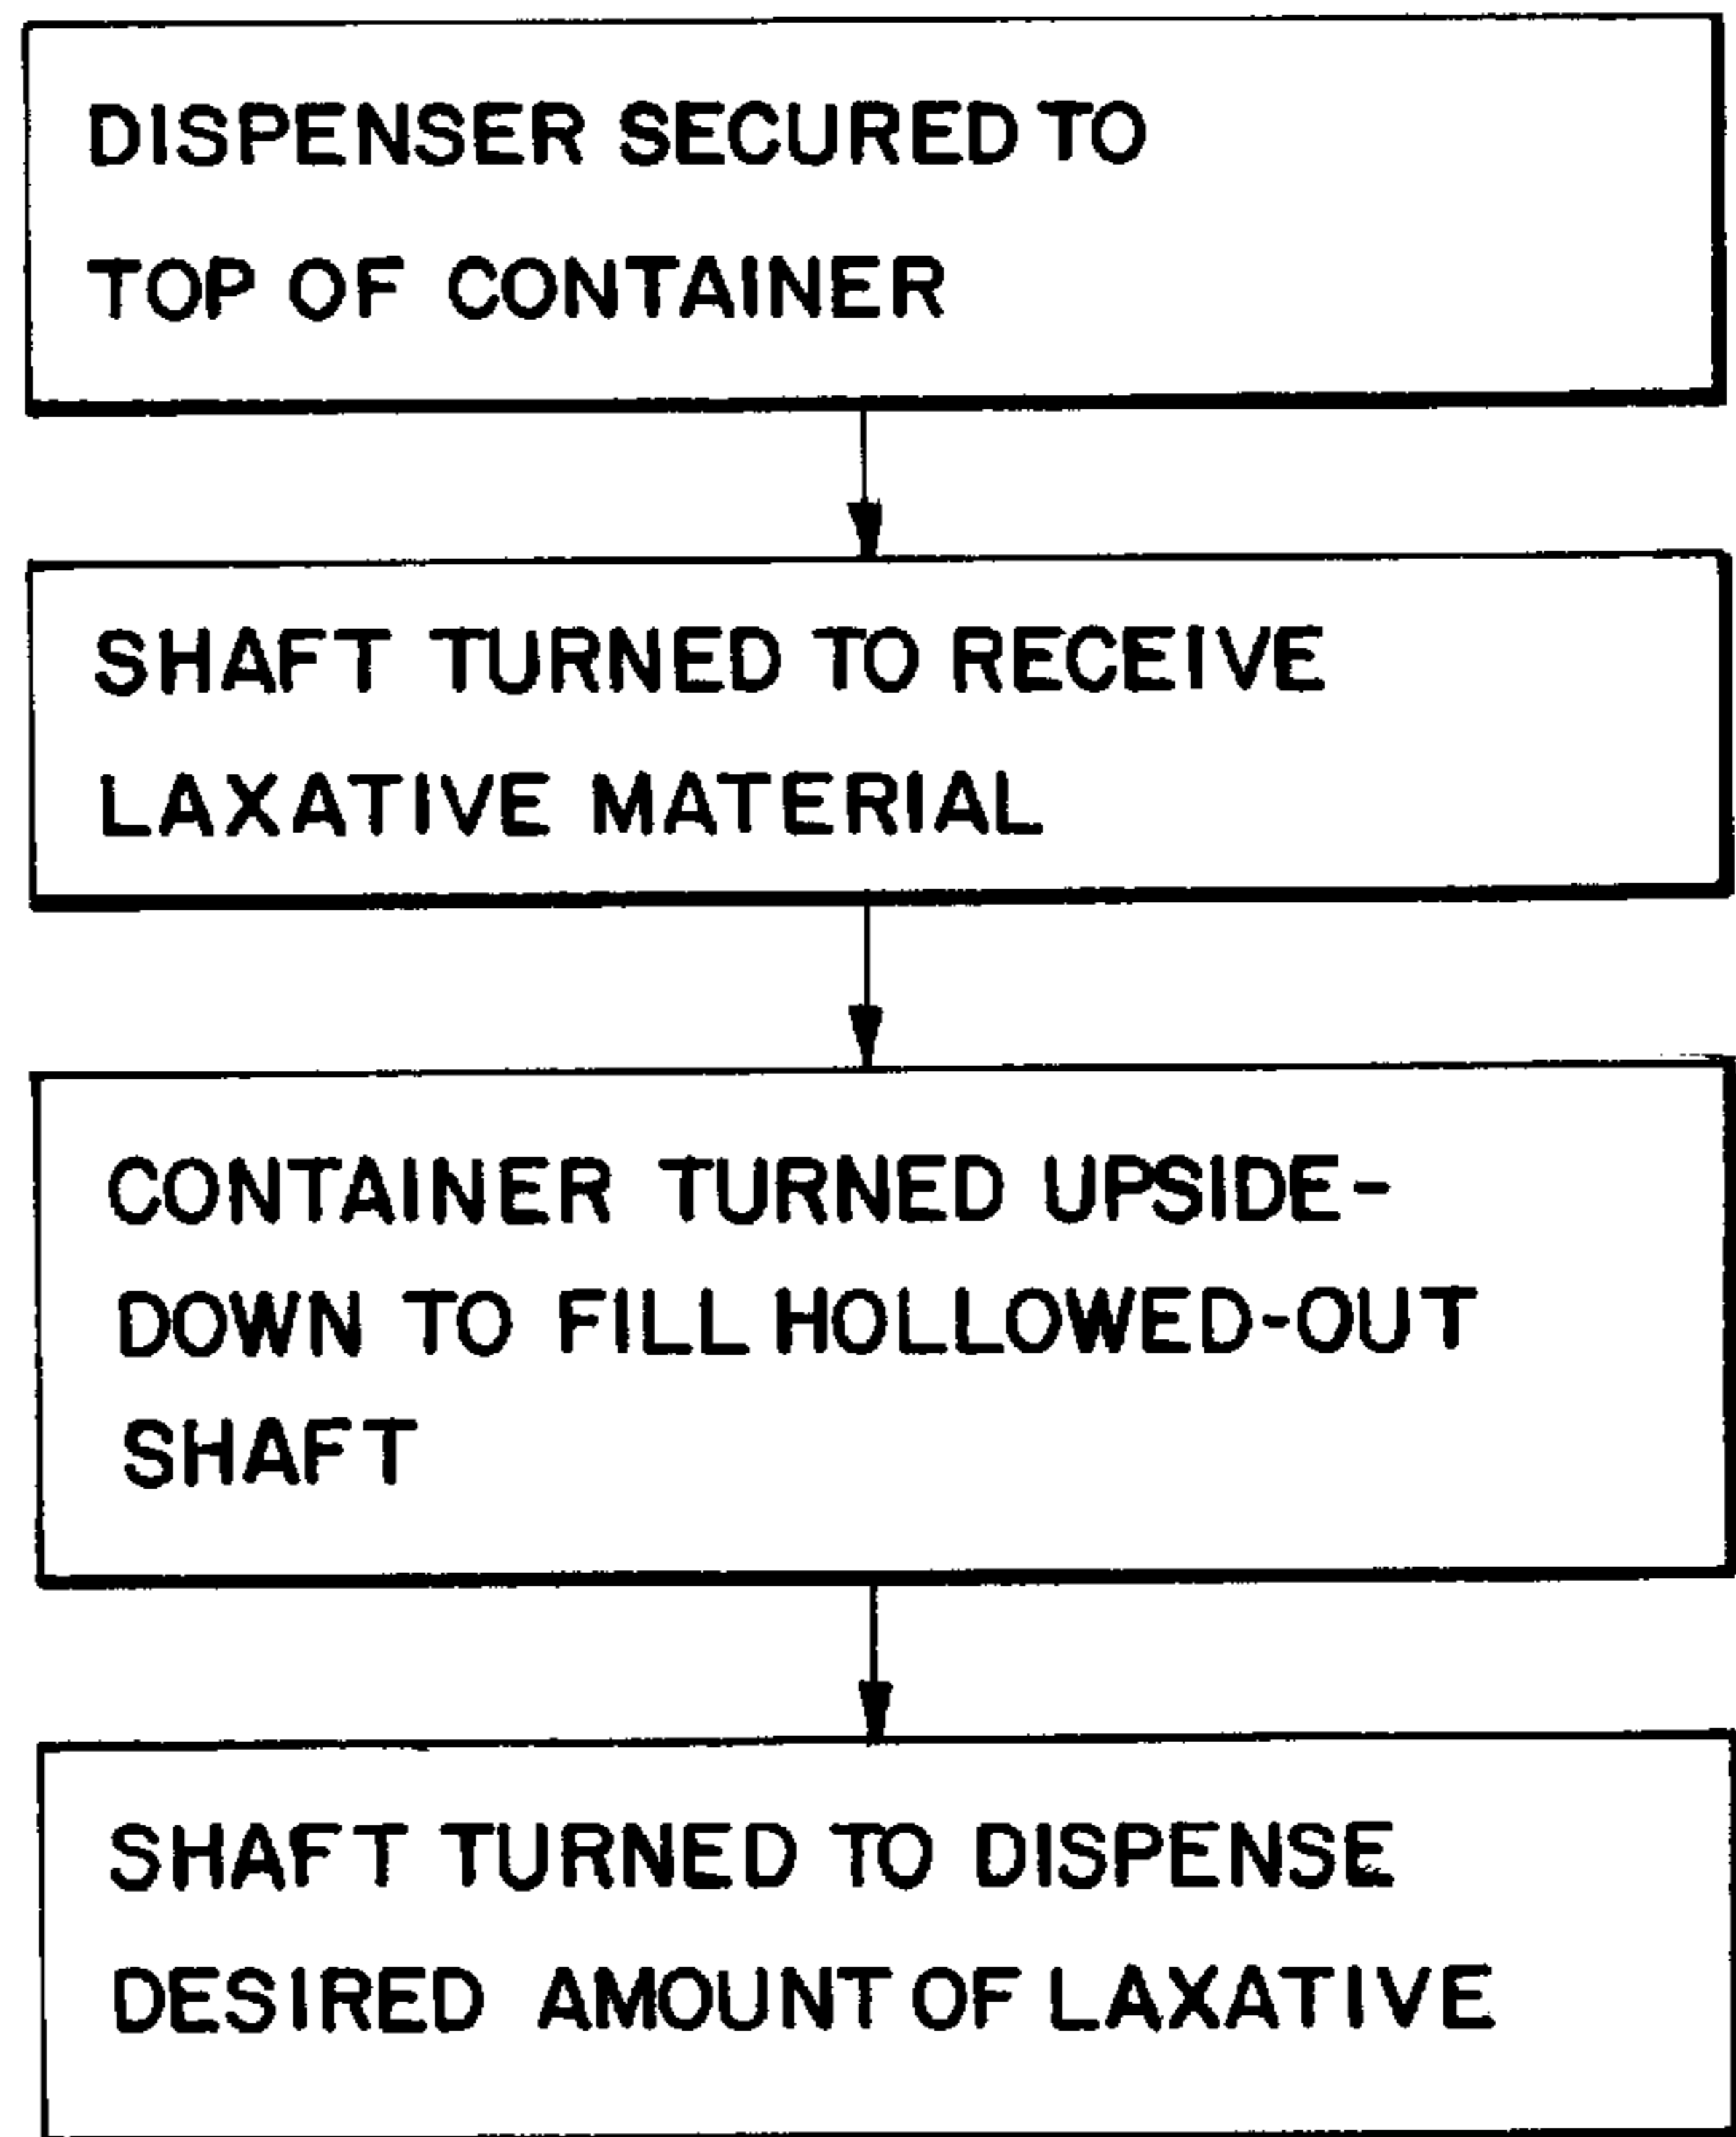 DISPENSER SECURED TO
TOP OF CONTAINER
SHAFT TURNED TO RECEIVE
LAXATIVE MATERIAL
CONTAINER TURNED UPSIDE-
DOWN TO FILL HOLLOWED-OUT
SHAFT
SHAFT TURNED TO DISPENSE
DESIRED AMOUNT OF LAXATIVE